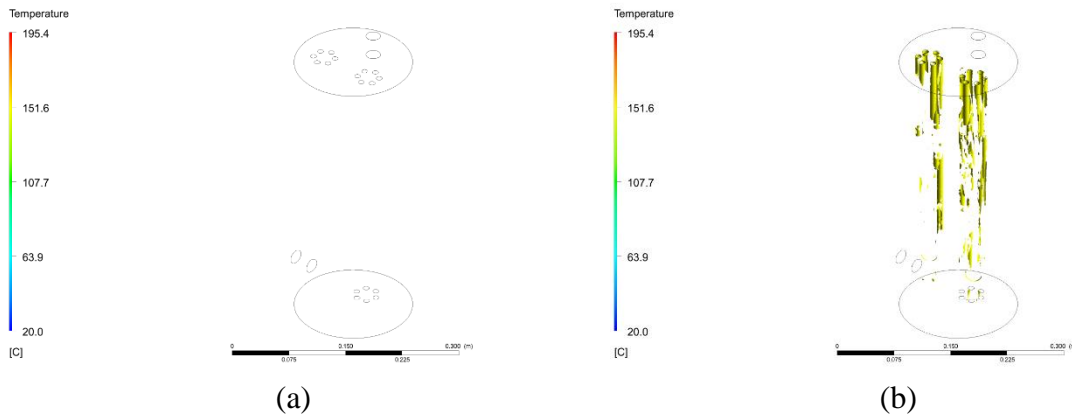 Temperature
195.4
151.6
107.7
63.9
20.0
[C]
0 0.150 0.300 (m)
0.075 0.225
(a)
Temperature
195.4
151.6
107.7
63.9
20.0
[C]
0 0.150 0.300 (m
0.075 0.225
(b)